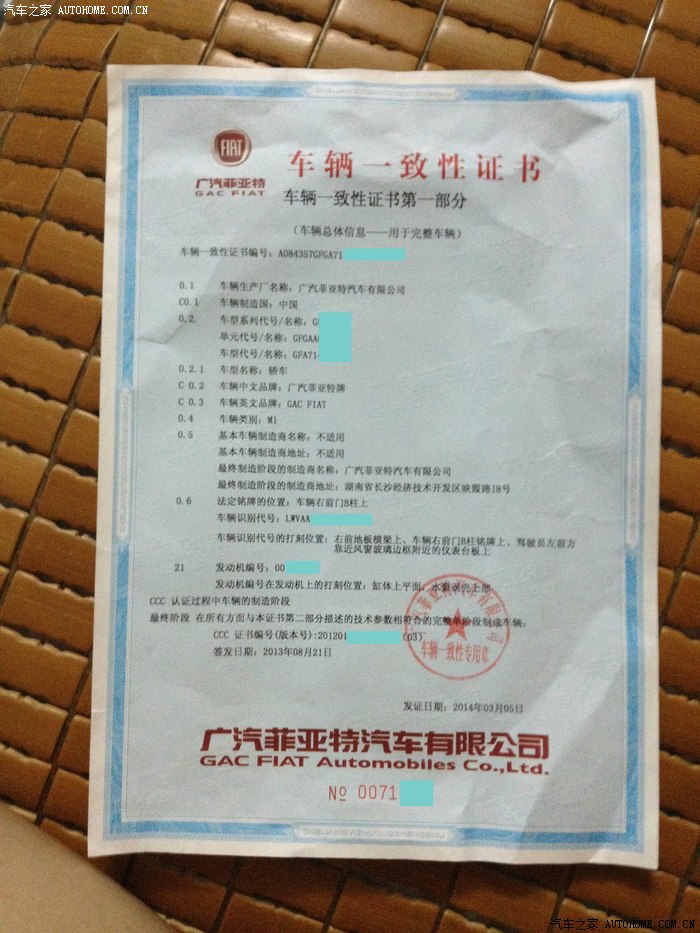 汽车之家 AUTOHOME.COM.CN
FIAT
广汽菲亚特
GAC FIAT
车辆一致性证书
车辆一致性证书第一部分
(车辆总体信息——用于完整车辆)
车辆一致性证书编号: A084357GFGA71
0.1 车辆生产厂名称: 广汽菲亚特汽车有限公司
C0.1 车辆制造国: 中国
0.2. 车型系列代号/名称: G
单元代号/名称: GFGAA
车型代号/名称: GFA71
0.2.1 车型名称: 轿车
C 0.2 车辆中文品牌: 广汽菲亚特牌
C 0.3 车辆英文品牌: GAC FIAT
0.4 车辆类别: M1
0.5 基本车辆制造商名称: 不适用
基本车辆制造商地址: 不适用
最终制造阶段的制造商名称: 广汽菲亚特汽车有限公司
最终制造阶段的制造商地址: 湖南省长沙经济技术开发区映霞路18号
0.6 法定铭牌的位置: 车辆右前门B柱上
车辆识别代号: LWVAA
车辆识别代号的打刻位置: 右前地板横梁上、车辆右前门B柱铭牌上、驾驶员左前方
靠近风窗玻璃边框附近的仪表台板上
21 发动机编号: 00
发动机编号在发动机上的打刻位置: 缸体上平面, 水泵涡壳上部
CCC 认证过程中车辆的制造阶段
最终阶段 在所有方面与本证书第二部分描述的技术参数相符合的完整单阶段制成车辆;
CCC 证书编号(版本号):201201 (03)
签发日期: 2013年08月21日
广汽菲亚特汽车有限公司
车辆一致性专用章
发证日期: 2014年03月05日
广汽菲亚特汽车有限公司
GAC FIAT Automobiles Co.,Ltd.
№ 0071
汽车之家 AUTOHOME.COM.CN